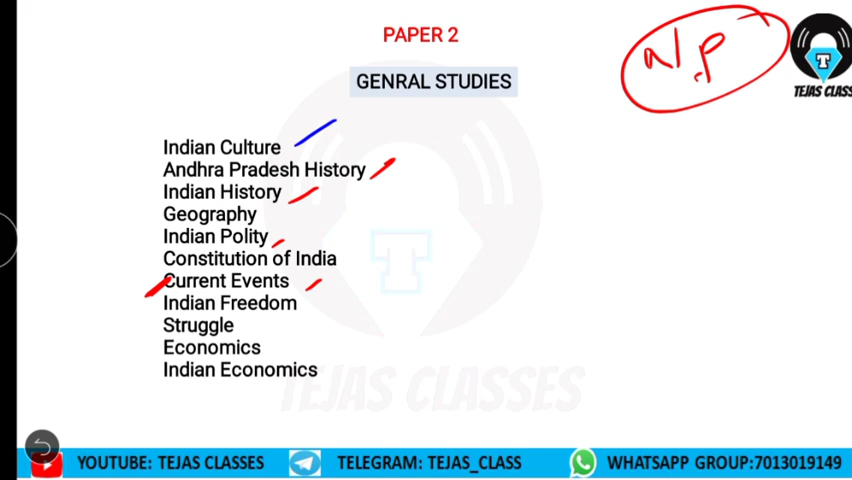 PAPER 2
A/P
T
TEJAS CLASS
GENRAL STUDIES
Indian Culture
Andhra Pradesh History
Indian History
Geography
Indian Polity
Constitution of India
Current Events
Indian Freedom
Struggle
Economics
Indian Economics
T
TEJAS CLASSES
YOUTUBE: TEJAS CLASSES TELEGRAM: TEJAS_CLASS WHATSAPP GROUP:7013019149